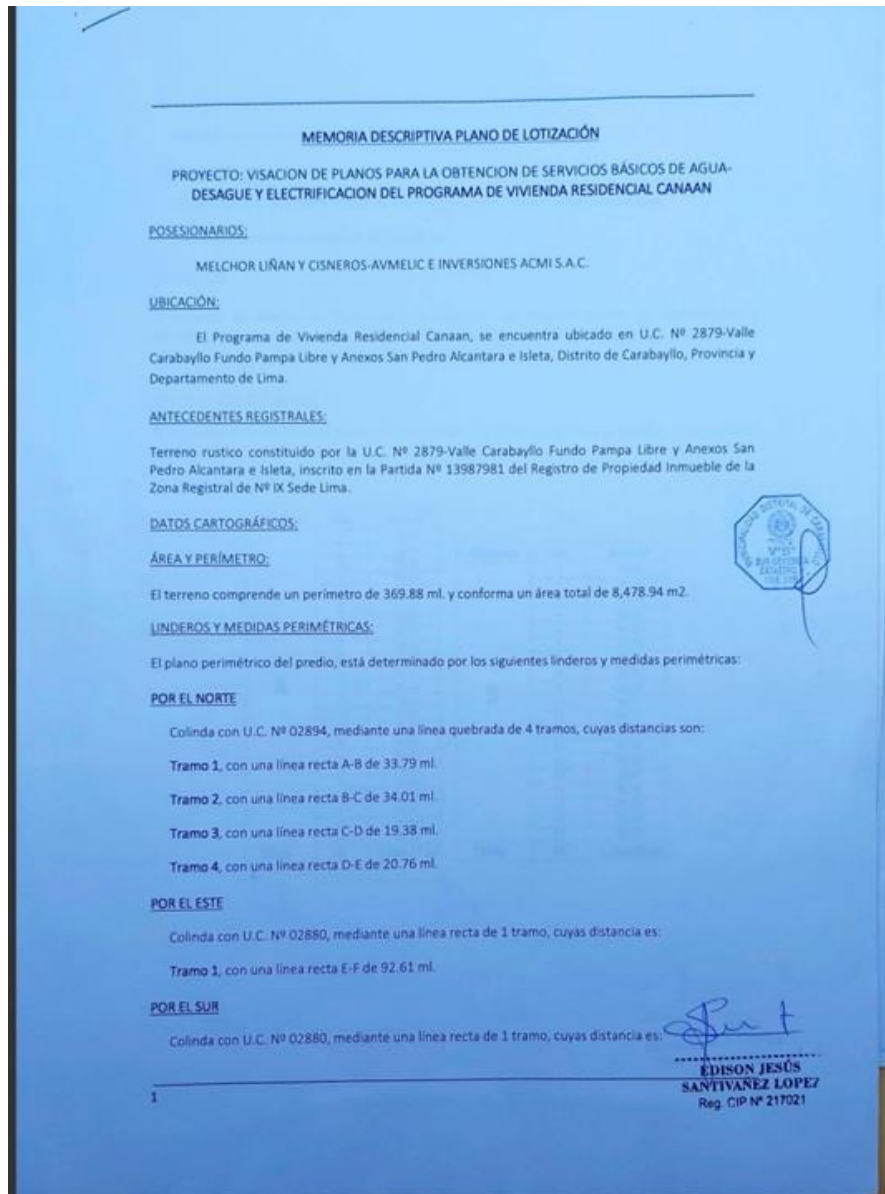 MEMORIA DESCRIPTIVA PLANO DE LOTIZACIÓN
PROYECTO: VISACION DE PLANOS PARA LA OBTENCION DE SERVICIOS BÁSICOS DE AGUA-
DESAGUE Y ELECTRIFICACION DEL PROGRAMA DE VIVIENDA RESIDENCIAL CANAAN
POSESIONARIOS:
MELCHOR LIÑAN Y CISNEROS-AVMELIC E INVERSIONES ACMI S.A.C.
UBICACIÓN:
El Programa de Vivienda Residencial Canaan, se encuentra ubicado en U.C. Nº 2879-Valle
Carabayllo Fundo Pampa Libre y Anexos San Pedro Alcantara e Isleta, Distrito de Carabayllo, Provincia y
Departamento de Lima.
ANTECEDENTES REGISTRALES:
Terreno rustico constituido por la U.C. Nº 2879-Valle Carabayllo Fundo Pampa Libre y Anexos San
Pedro Alcantara e Isleta, inscrito en la Partida Nº 13987981 del Registro de Propiedad Inmueble de la
Zona Registral de Nº IX Sede Lima.
DATOS CARTOGRÁFICOS:
ÁREA Y PERÍMETRO:
El terreno comprende un perímetro de 369.88 ml. y conforma un área total de 8,478.94 m2.
LINDEROS Y MEDIDAS PERIMÉTRICAS:
El plano perimétrico del predio, está determinado por los siguientes linderos y medidas perimétricas:
POR EL NORTE
Colinda con U.C. Nº 02894, mediante una línea quebrada de 4 tramos, cuyas distancias son:
Tramo 1, con una línea recta A-B de 33.79 ml.
Tramo 2, con una línea recta B-C de 34.01 ml.
Tramo 3, con una línea recta C-D de 19.38 ml.
Tramo 4, con una línea recta D-E de 20.76 ml.
POR EL ESTE
Colinda con U.C. Nº 02880, mediante una línea recta de 1 tramo, cuyas distancia es:
Tramo 1, con una línea recta E-F de 92.61 ml.
POR EL SUR
Colinda con U.C. Nº 02880, mediante una línea recta de 1 tramo, cuyas distancia es:
EDISON JESÚS
SANTIVAÑEZ LOPEZ
Reg. CIP Nº 217021
1
MUNICIPALIDAD DISTRITAL DE